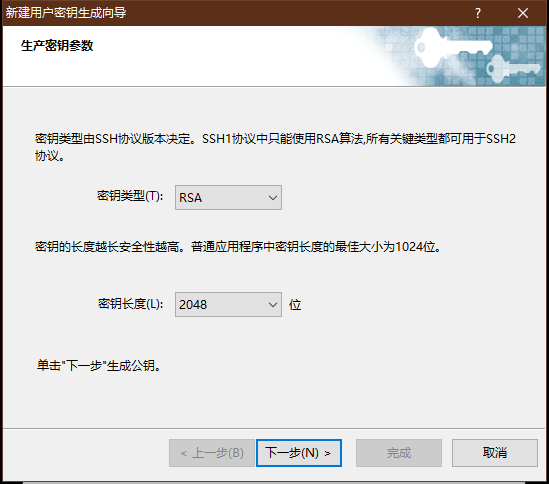 新建用户密钥生成向导
?
生产密钥参数
密钥类型由SSH协议版本决定。SSH1协议中只能使用RSA算法,所有关键类型都可用于SSH2
协议。
密钥类型(T): RSA
密钥的长度越长安全性越高。普通应用程序中密钥长度的最佳大小为1024位。
密钥长度(L): 2048 位
单击"下一步"生成公钥。
< 上一步(B) 下一步(N) > 完成 取消